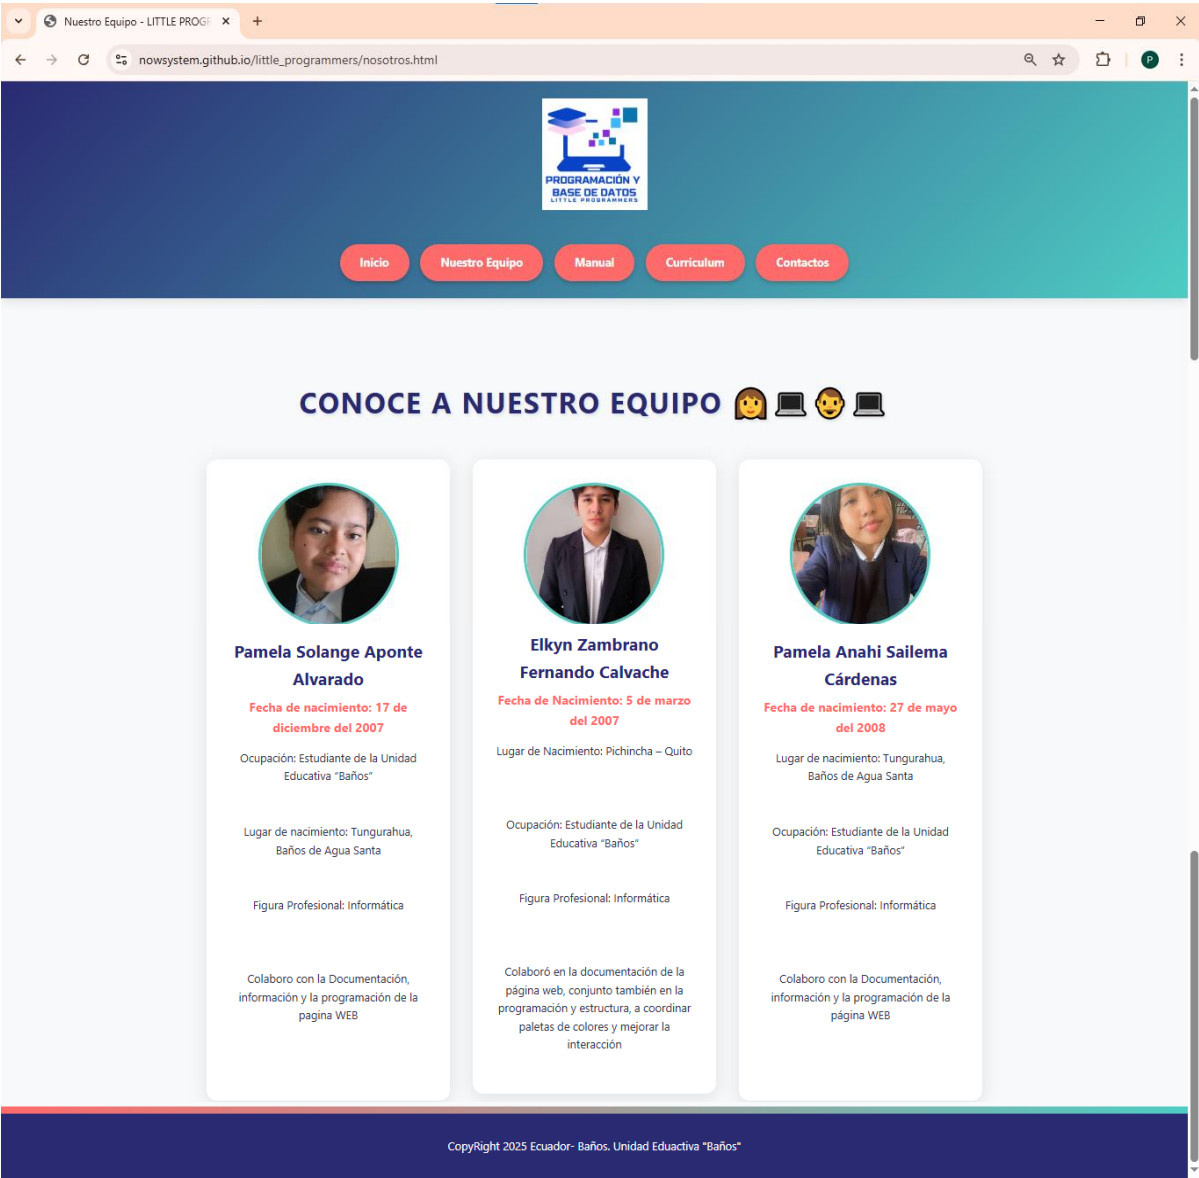 Nuestro Equipo - LITTLE PROGR
nowsystem.github.io/little_programmers/nosotros.html
P
PROGRAMACIÓN Y
BASE DE DATOS
LITTLE PROGRAMMERS
Inicio
Nuestro Equipo
Manual
Curriculum
Contactos
CONOCE A NUESTRO EQUIPO
Pamela Solange Aponte
Alvarado
Fecha de nacimiento: 17 de
diciembre del 2007
Ocupación: Estudiante de la Unidad
Educativa "Baños"
Lugar de nacimiento: Tungurahua,
Baños de Agua Santa
Figura Profesional: Informática
Colaboro con la Documentación,
información y la programación de la
pagina WEB
Elkyn Zambrano
Fernando Calvache
Fecha de Nacimiento: 5 de marzo
del 2007
Lugar de Nacimiento: Pichincha – Quito
Ocupación: Estudiante de la Unidad
Educativa "Baños"
Figura Profesional: Informática
Colaboró en la documentación de la
página web, conjunto también en la
programación y estructura, a coordinar
paletas de colores y mejorar la
interacción
Pamela Anahi Sailema
Cárdenas
Fecha de nacimiento: 27 de mayo
del 2008
Lugar de nacimiento: Tungurahua,
Baños de Agua Santa
Ocupación: Estudiante de la Unidad
Educativa "Baños"
Figura Profesional: Informática
Colaboro con la Documentación,
información y la programación de la
página WEB
CopyRight 2025 Ecuador- Baños. Unidad Eduactiva "Baños"